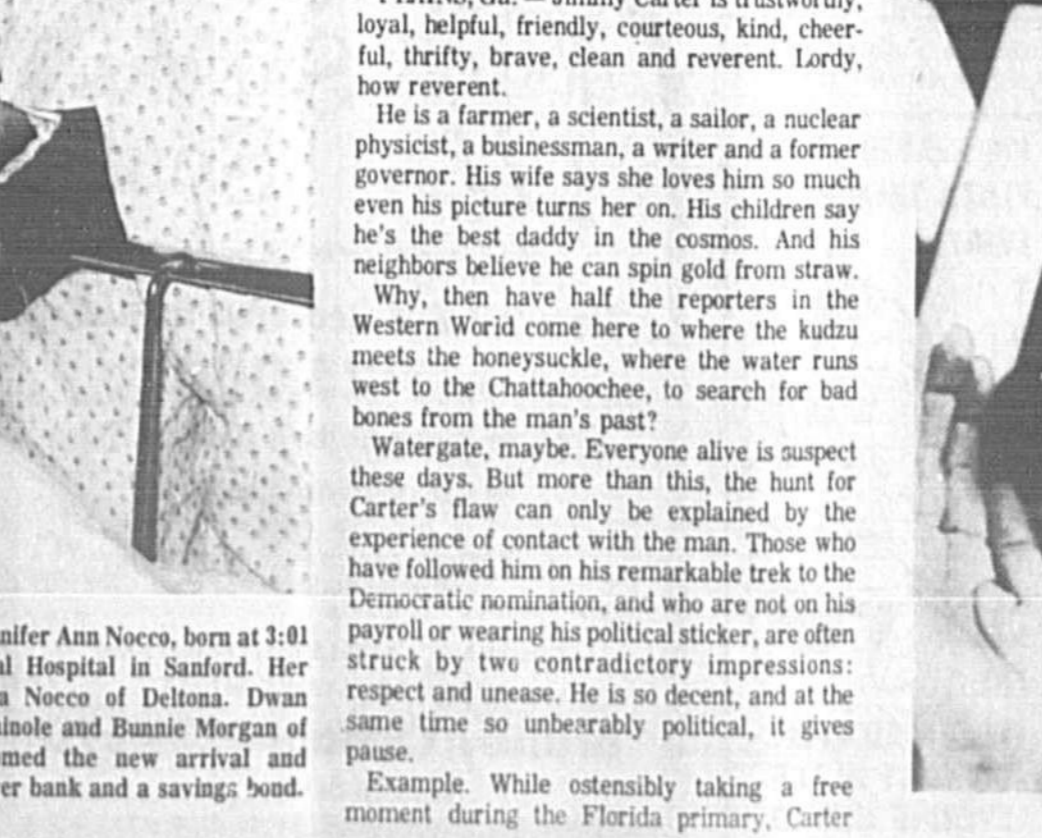 loyal, helpful, friendly, courteous, kind, cheer-
ful, thrifty, brave, clean and reverent. Lordy,
how reverent.
He is a farmer, a scientist, a sailor, a nuclear
physicist, a businessman, a writer and a former
governor. His wife says she loves him so much
even his picture turns her on. His children say
he's the best daddy in the cosmos. And his
neighbors believe he can spin gold from straw.
Why, then have half the reporters in the
Western World come here to where the kudzu
meets the honeysuckle, where the water runs
west to the Chattahoochee, to search for bad
bones from the man's past?
Watergate, maybe. Everyone alive is suspect
these days. But more than this, the hunt for
Carter's flaw can only be explained by the
experience of contact with the man. Those who
have followed him on his remarkable trek to the
Democratic nomination, and who are not on his
payroll or wearing his political sticker, are often
struck by two contradictory impressions:
respect and unease. He is so decent, and at the
same time so unbearably political, it gives
pause.
Example. While ostensibly taking a free
moment during the Florida primary, Carter
nifer Ann Nocco, born at 3:01
al Hospital in Sanford. Her
a Nocco of Deltona. Dwan
inole and Bunnie Morgan of
med the new arrival and
er bank and a savings bond.